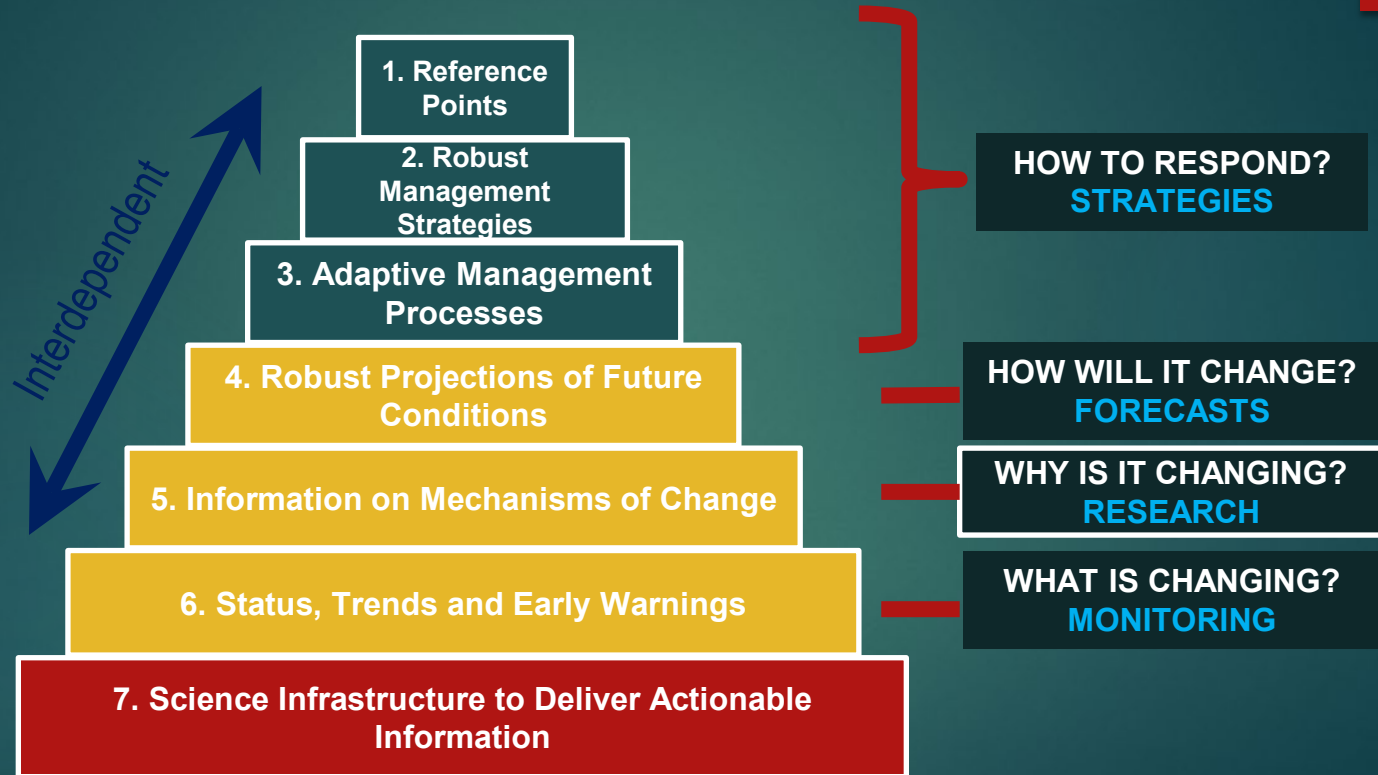 1. Reference
Points
2. Robust
Management
Strategies
3. Adaptive Management
Processes
4. Robust Projections of Future
Conditions
5. Information on Mechanisms of Change
6. Status, Trends and Early Warnings
7. Science Infrastructure to Deliver Actionable
Information
Interdependent
HOW TO RESPOND?
STRATEGIES
HOW WILL IT CHANGE?
FORECASTS
WHY IS IT CHANGING?
RESEARCH
WHAT IS CHANGING?
MONITORING